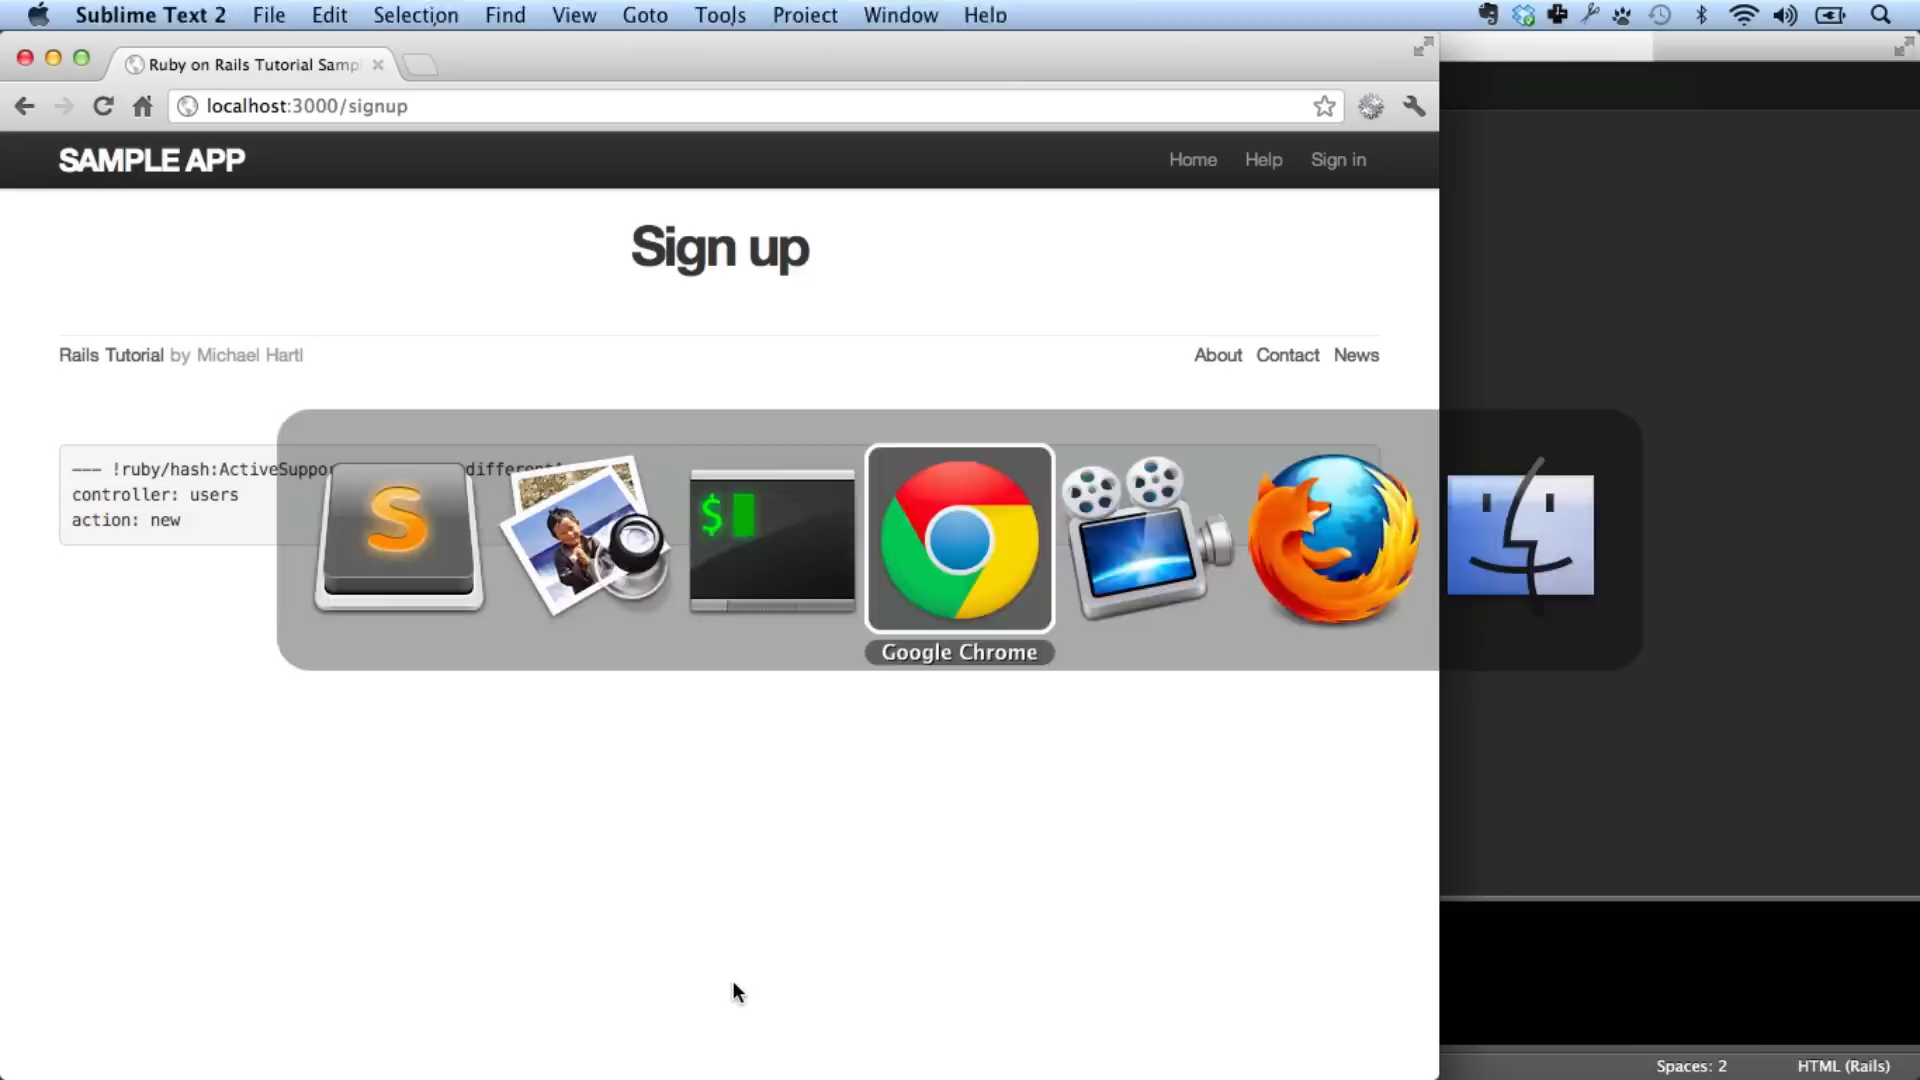 Sublime Text 2 File Edit Selection Find View Goto Tools Project Window Help
Ruby on Rails Tutorial Samp
localhost:3000/signup
SAMPLE APP Home Help Sign in
Sign up
Rails Tutorial by Michael Hartl About Contact News
--- !ruby/hash:ActiveSuppor different
controller: users
action: new
S
$
Google Chrome
Spaces: 2 HTML (Rails)